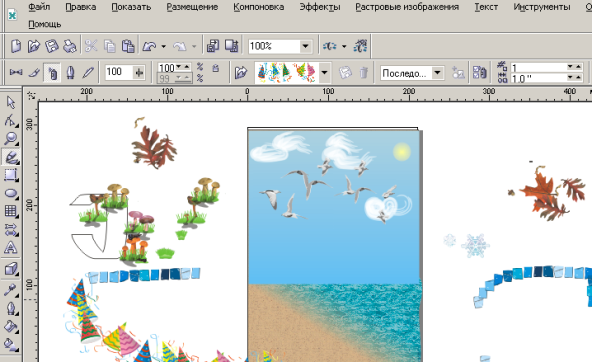 Файл Правка Показать Размещение Компоновка Эффекты Растровые изображения Текст Инструменты
Помощь
100%
100 100 % Последо... 1
99 % 1.0 "
200 100 0 100 200 300 400
300
200
100